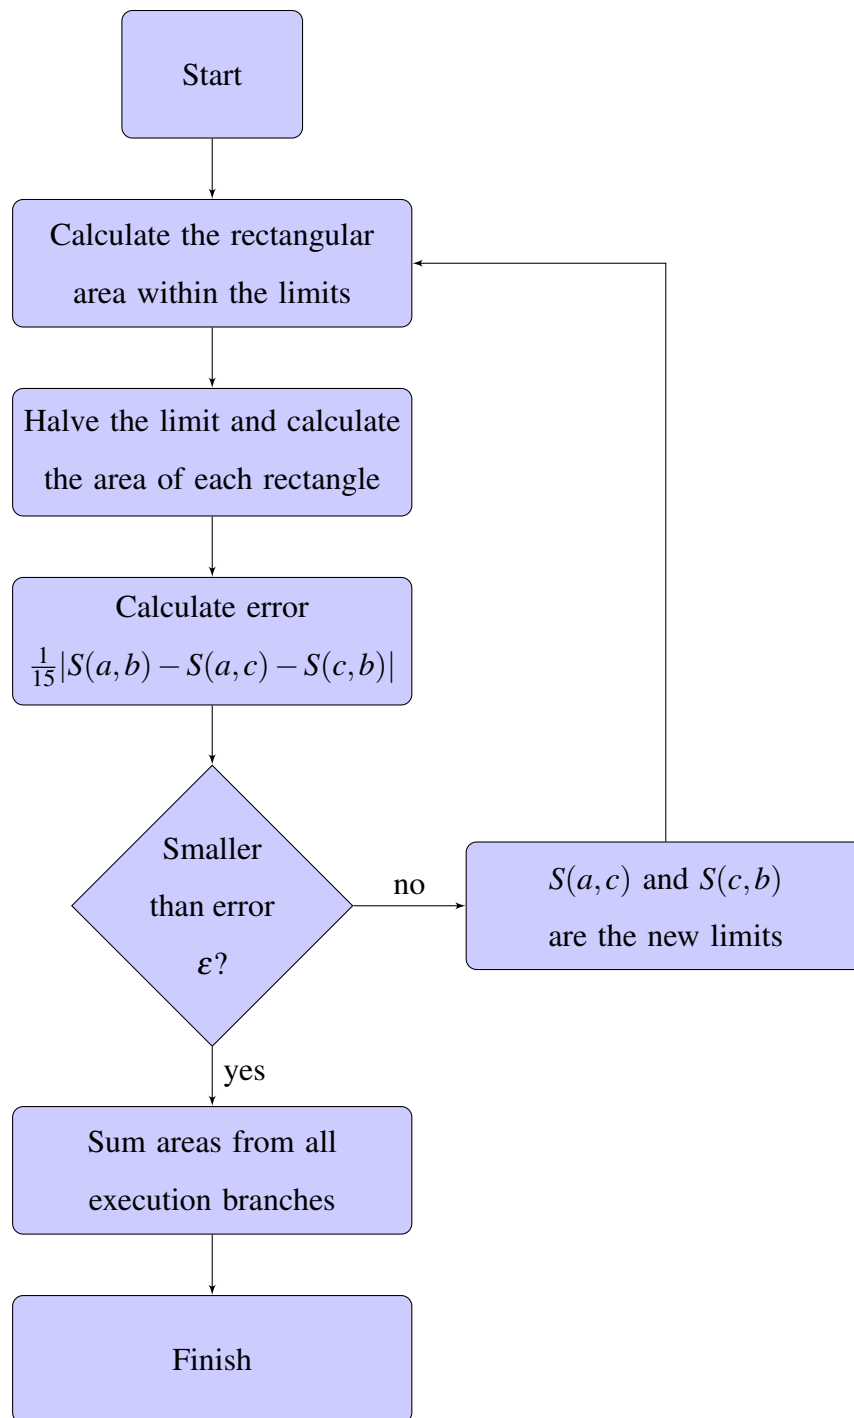 Start
Calculate the rectangular
area within the limits
Halve the limit and calculate
the area of each rectangle
Calculate error
$\frac{1}{15}|S(a,b) - S(a,c) - S(c,b)|$
Smaller
than error
ε?
no
S(a,c) and S(c,b)
are the new limits
yes
Sum areas from all
execution branches
Finish